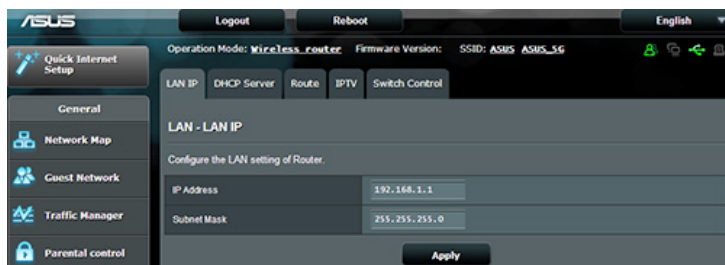 ASUS Logout Reboot English
Quick Internet Setup
Operation Mode: Wireless router Firmware Version: SSID: ASUS ASUS_5G
LAN IP DHCP Server Route IPTV Switch Control
General
LAN - LAN IP
Network Map
Configure the LAN setting of Router.
Guest Network
IP Address 192.168.1.1
Traffic Manager
Subnet Mask 255.255.255.0
Parental control
Apply